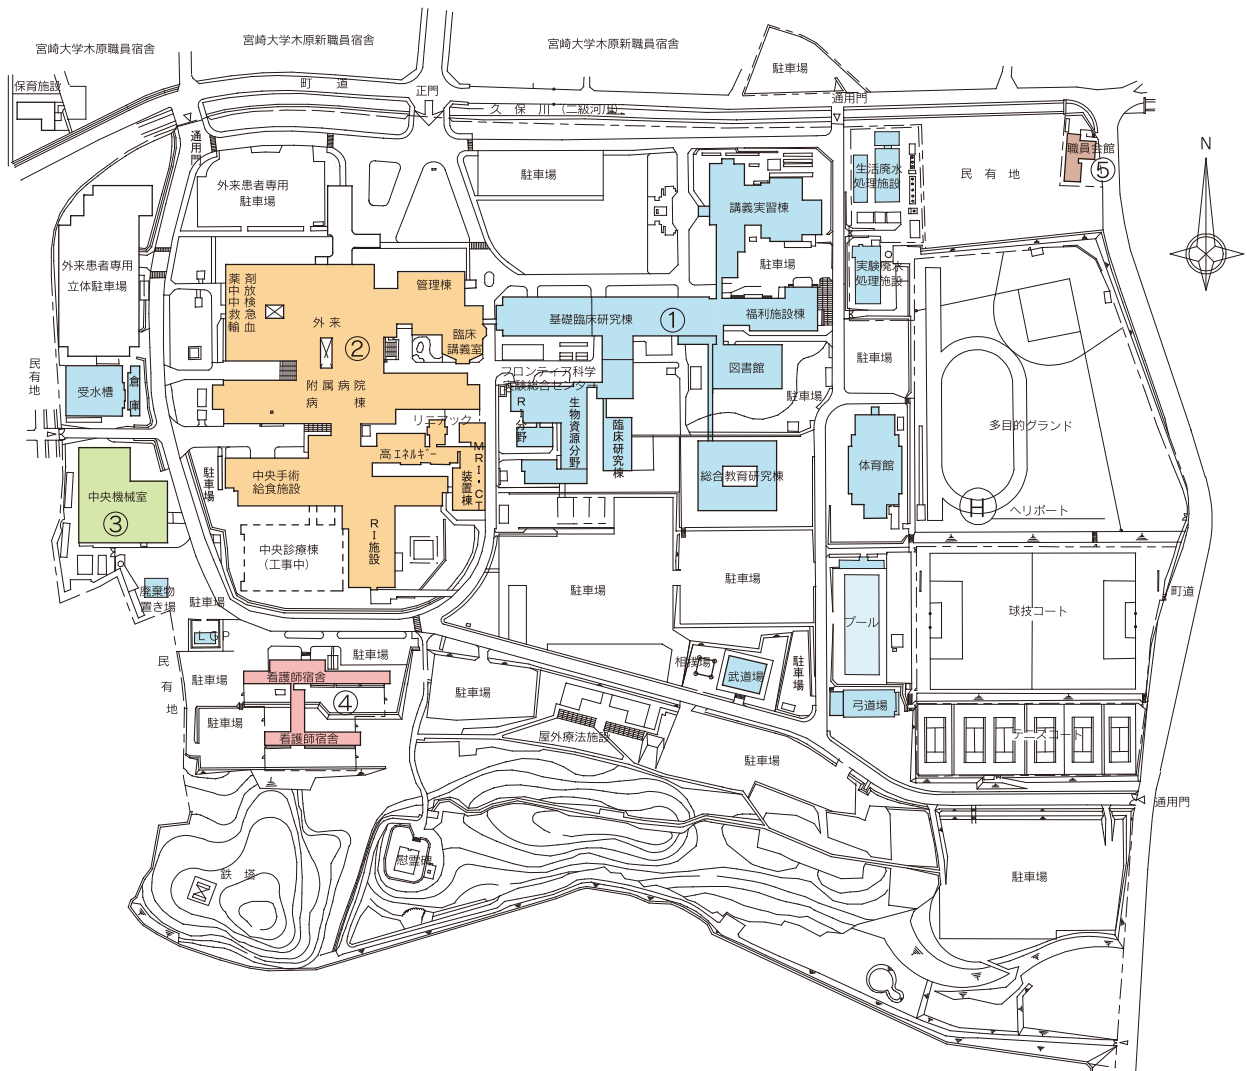 宮崎大学木原職員宿舎
宮崎大学木原新職員宿舎
宮崎大学木原新職員宿舎
駐車場
保育施設
町道
正門
久保川(二級河川)
通用門
通用門
職員会館
⑤
N
外来患者専用
駐車場
駐車場
講義実習棟
生活廃水
処理施設
民有地
外来患者専用
立体駐車場
薬剤
中放
中検
救急
輸血
管理棟
駐車場
実験廃水
処理施設
外来
②
臨床
講義室
基礎臨床研究棟
①
福利施設棟
民有地
受水槽
倉庫
附属病院
病棟
フロンティア科学
実験総合センター
図書館
駐車場
駐車場
リニアック
RI分野
生物資源分野
臨床研究棟
多目的グランド
高エネルギー
MRI・CT
装置棟
中央手術
給食施設
駐車場
総合教育研究棟
体育館
中央機械室
③
H
ヘリポート
RI施設
中央診療棟
(工事中)
駐車場
駐車場
廃棄物
置き場
駐車場
町道
球技コート
プール
LGP
民有地
駐車場
駐車場
看護師宿舎
④
駐車場
駐車場
相撲場
武道場
駐車場
弓道場
看護師宿舎
屋外療法施設
駐車場
テニスコート
通用門
慰霊碑
鉄塔
駐車場